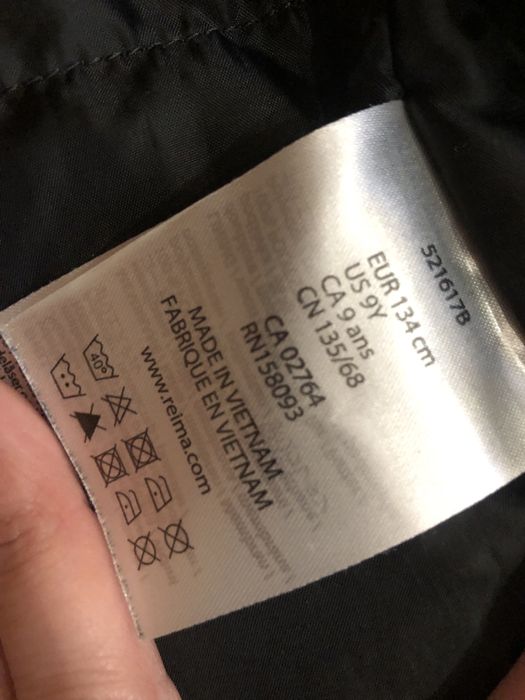 521617B
EUR 134 cm
US 9Y
CA 9 ans
CN 135/68
CA 02764
RN158093
MADE IN VIETNAM
FABRIQUE EN VIETNAM
www.reima.com
40°